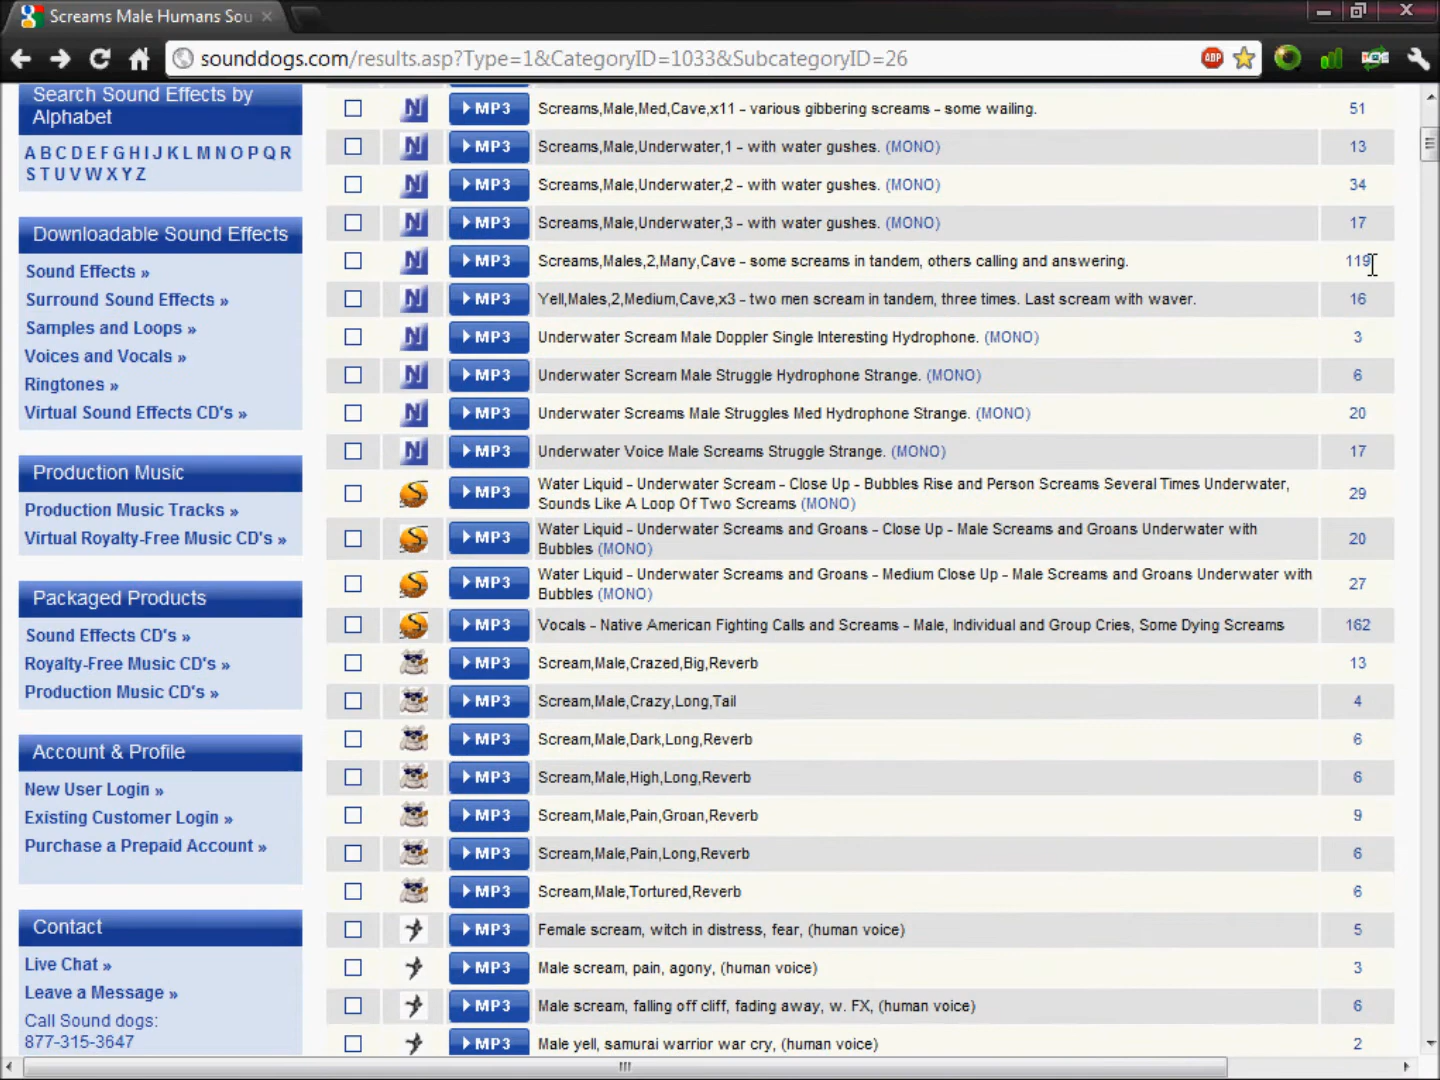 Screams Male Humans Sou
sounddogs.com/results.asp?Type=1&CategoryID=1033&SubcategoryID=26
ABP
Search Sound Effects by
Alphabet
A B C D E F G H I J K L M N O P Q R
S T U V W X Y Z
Downloadable Sound Effects
Sound Effects »
Surround Sound Effects »
Samples and Loops »
Voices and Vocals »
Ringtones »
Virtual Sound Effects CD's »
Production Music
Production Music Tracks »
Virtual Royalty-Free Music CD's »
Packaged Products
Sound Effects CD's »
Royalty-Free Music CD's »
Production Music CD's »
Account & Profile
New User Login »
Existing Customer Login »
Purchase a Prepaid Account »
Contact
Live Chat »
Leave a Message »
Call Sound dogs:
877-315-3647
MP3 Screams,Male,Med,Cave,x11 - various gibbering screams - some wailing. 51
MP3 Screams,Male,Underwater,1 - with water gushes. (MONO) 13
MP3 Screams,Male,Underwater,2 - with water gushes. (MONO) 34
MP3 Screams,Male,Underwater,3 - with water gushes. (MONO) 17
MP3 Screams,Males,2,Many,Cave - some screams in tandem, others calling and answering. 119
MP3 Yell,Males,2,Medium,Cave,x3 - two men scream in tandem, three times. Last scream with waver. 16
MP3 Underwater Scream Male Doppler Single Interesting Hydrophone. (MONO) 3
MP3 Underwater Scream Male Struggle Hydrophone Strange. (MONO) 6
MP3 Underwater Screams Male Struggles Med Hydrophone Strange. (MONO) 20
MP3 Underwater Voice Male Screams Struggle Strange. (MONO) 17
MP3 Water Liquid - Underwater Scream - Close Up - Bubbles Rise and Person Screams Several Times Underwater, 29
Sounds Like A Loop Of Two Screams (MONO)
MP3 Water Liquid - Underwater Screams and Groans - Close Up - Male Screams and Groans Underwater with 20
Bubbles (MONO)
MP3 Water Liquid - Underwater Screams and Groans - Medium Close Up - Male Screams and Groans Underwater with 27
Bubbles (MONO)
MP3 Vocals - Native American Fighting Calls and Screams - Male, Individual and Group Cries, Some Dying Screams 162
MP3 Scream,Male,Crazed,Big,Reverb 13
MP3 Scream,Male,Crazy,Long,Tail 4
MP3 Scream,Male,Dark,Long,Reverb 6
MP3 Scream,Male,High,Long,Reverb 6
MP3 Scream,Male,Pain,Groan,Reverb 9
MP3 Scream,Male,Pain,Long,Reverb 6
MP3 Scream,Male,Tortured,Reverb 6
MP3 Female scream, witch in distress, fear, (human voice) 5
MP3 Male scream, pain, agony, (human voice) 3
MP3 Male scream, falling off cliff, fading away, w. FX, (human voice) 6
MP3 Male yell, samurai warrior war cry, (human voice) 2